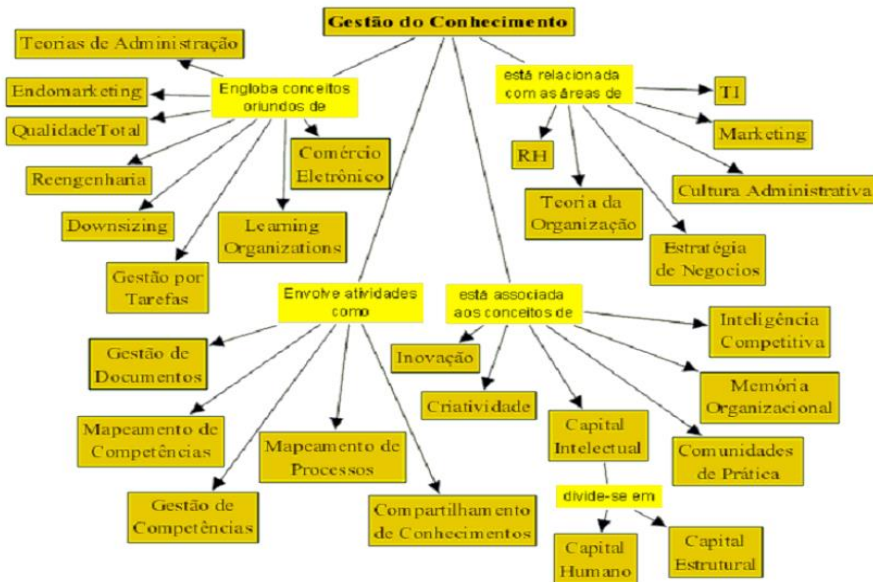 Gestão do Conhecimento
Teorias de Administração
Engloba conceitos
oriundos de
Endomarketing
QualidadeTotal
Reengenharia
Downsizing
Gestão por
Tarefas
Learning
Organizations
Comércio
Eletrônico
está relacionada
com as áreas de
TI
Marketing
RH
Cultura Administrativa
Teoria da
Organização
Estratégia
de Negocios
Envolve atividades
como
Gestão de
Documentos
Mapeamento de
Competências
Gestão de
Competências
Mapeamento de
Processos
Compartilhamento
de Conhecimentos
está associada
aos conceitos de
Inovação
Criatividade
Capital
Intelectual
Inteligência
Competitiva
Memória
Organizacional
Comunidades
de Prática
divide-se em
Capital
Humano
Capital
Estrutural